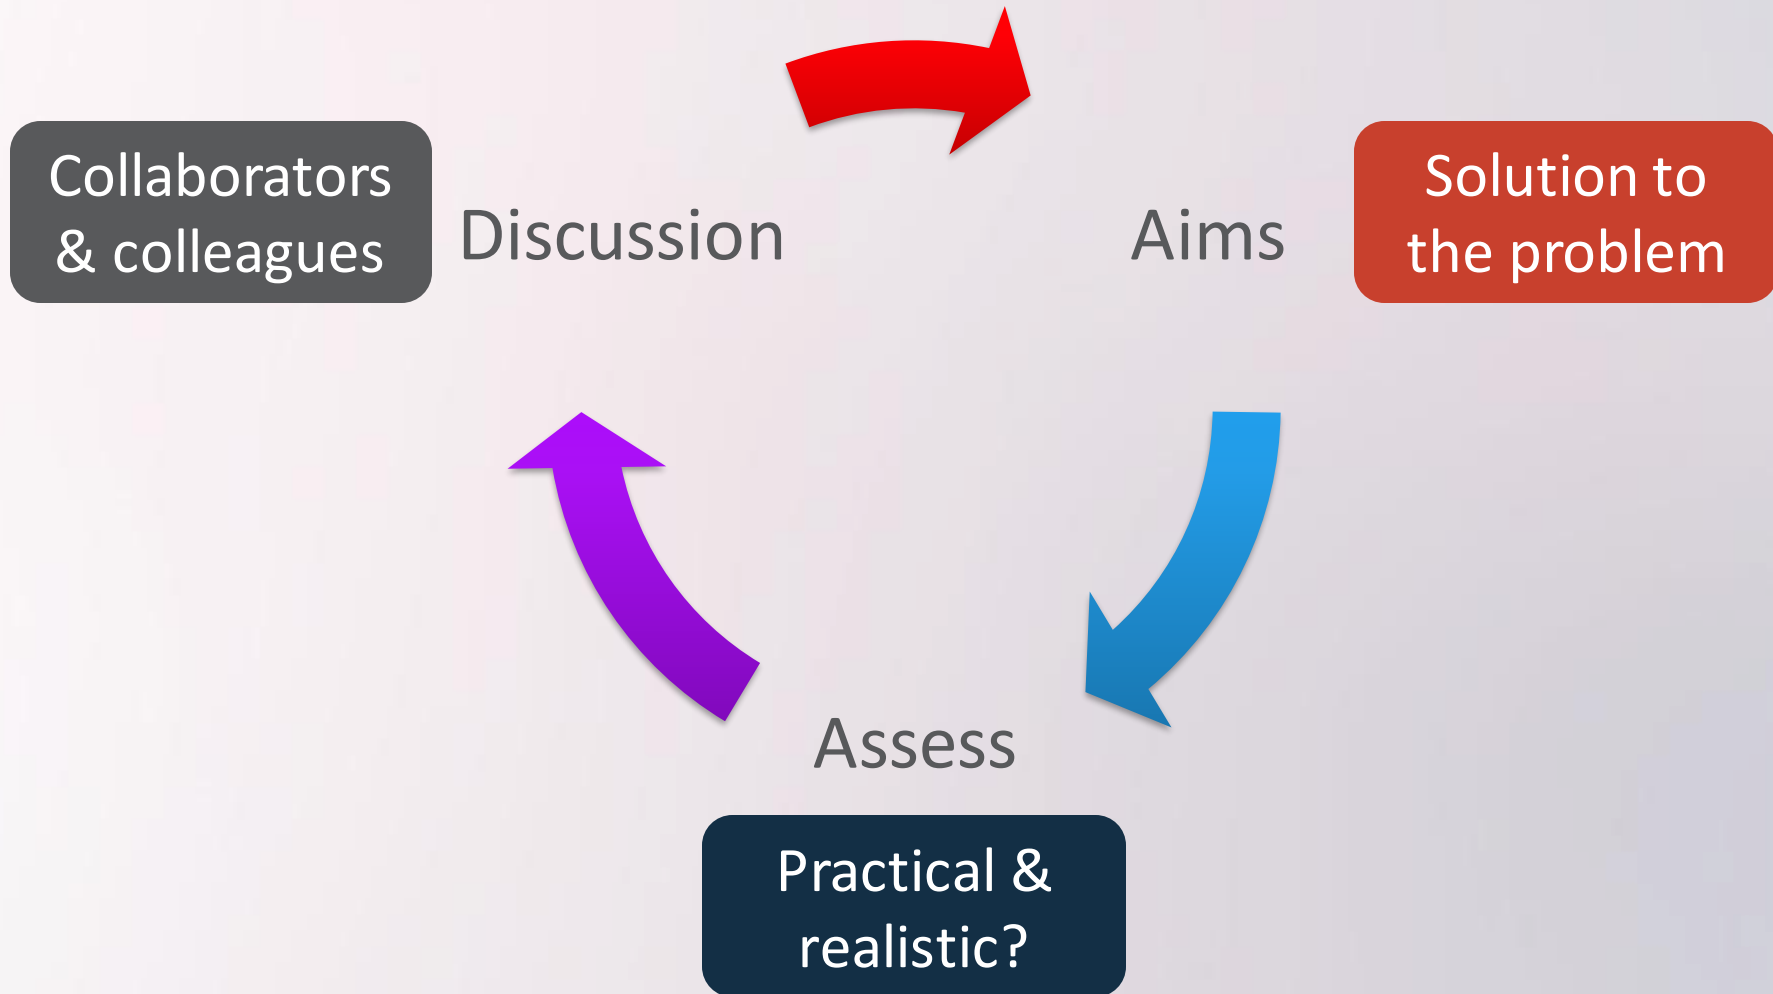 Collaborators
& colleagues
Discussion
Aims
Solution to
the problem
Assess
Practical &
realistic?